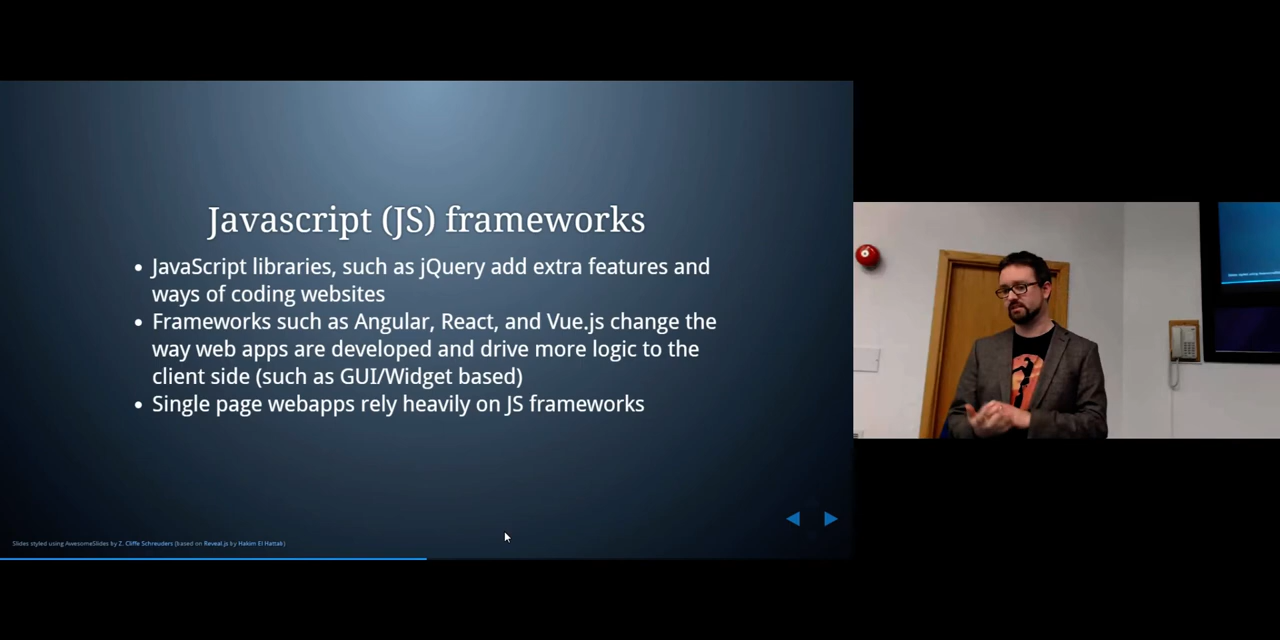 Javascript (JS) frameworks
JavaScript libraries, such as jQuery add extra features and
ways of coding websites
Frameworks such as Angular, React, and Vue.js change the
way web apps are developed and drive more logic to the
client side (such as GUI/Widget based)
Single page webapps rely heavily on JS frameworks
Slides styled using AwesomeSlides by Z. Cliffe Schreuders (based on Reveal.js by Hakim El Hattak)